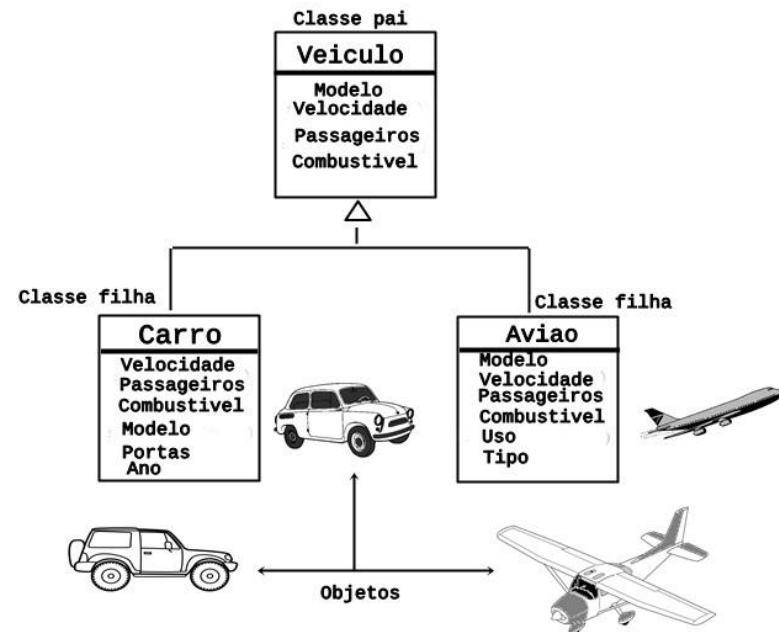 Classe pai
Veiculo
Modelo
Velocidade
Passageiros
Combustivel
Classe filha
Carro
Velocidade
Passageiros
Combustivel
Modelo
Portas
Ano
Classe filha
Aviao
Modelo
Velocidade
Passageiros
Combustivel
Uso
Tipo
Objetos